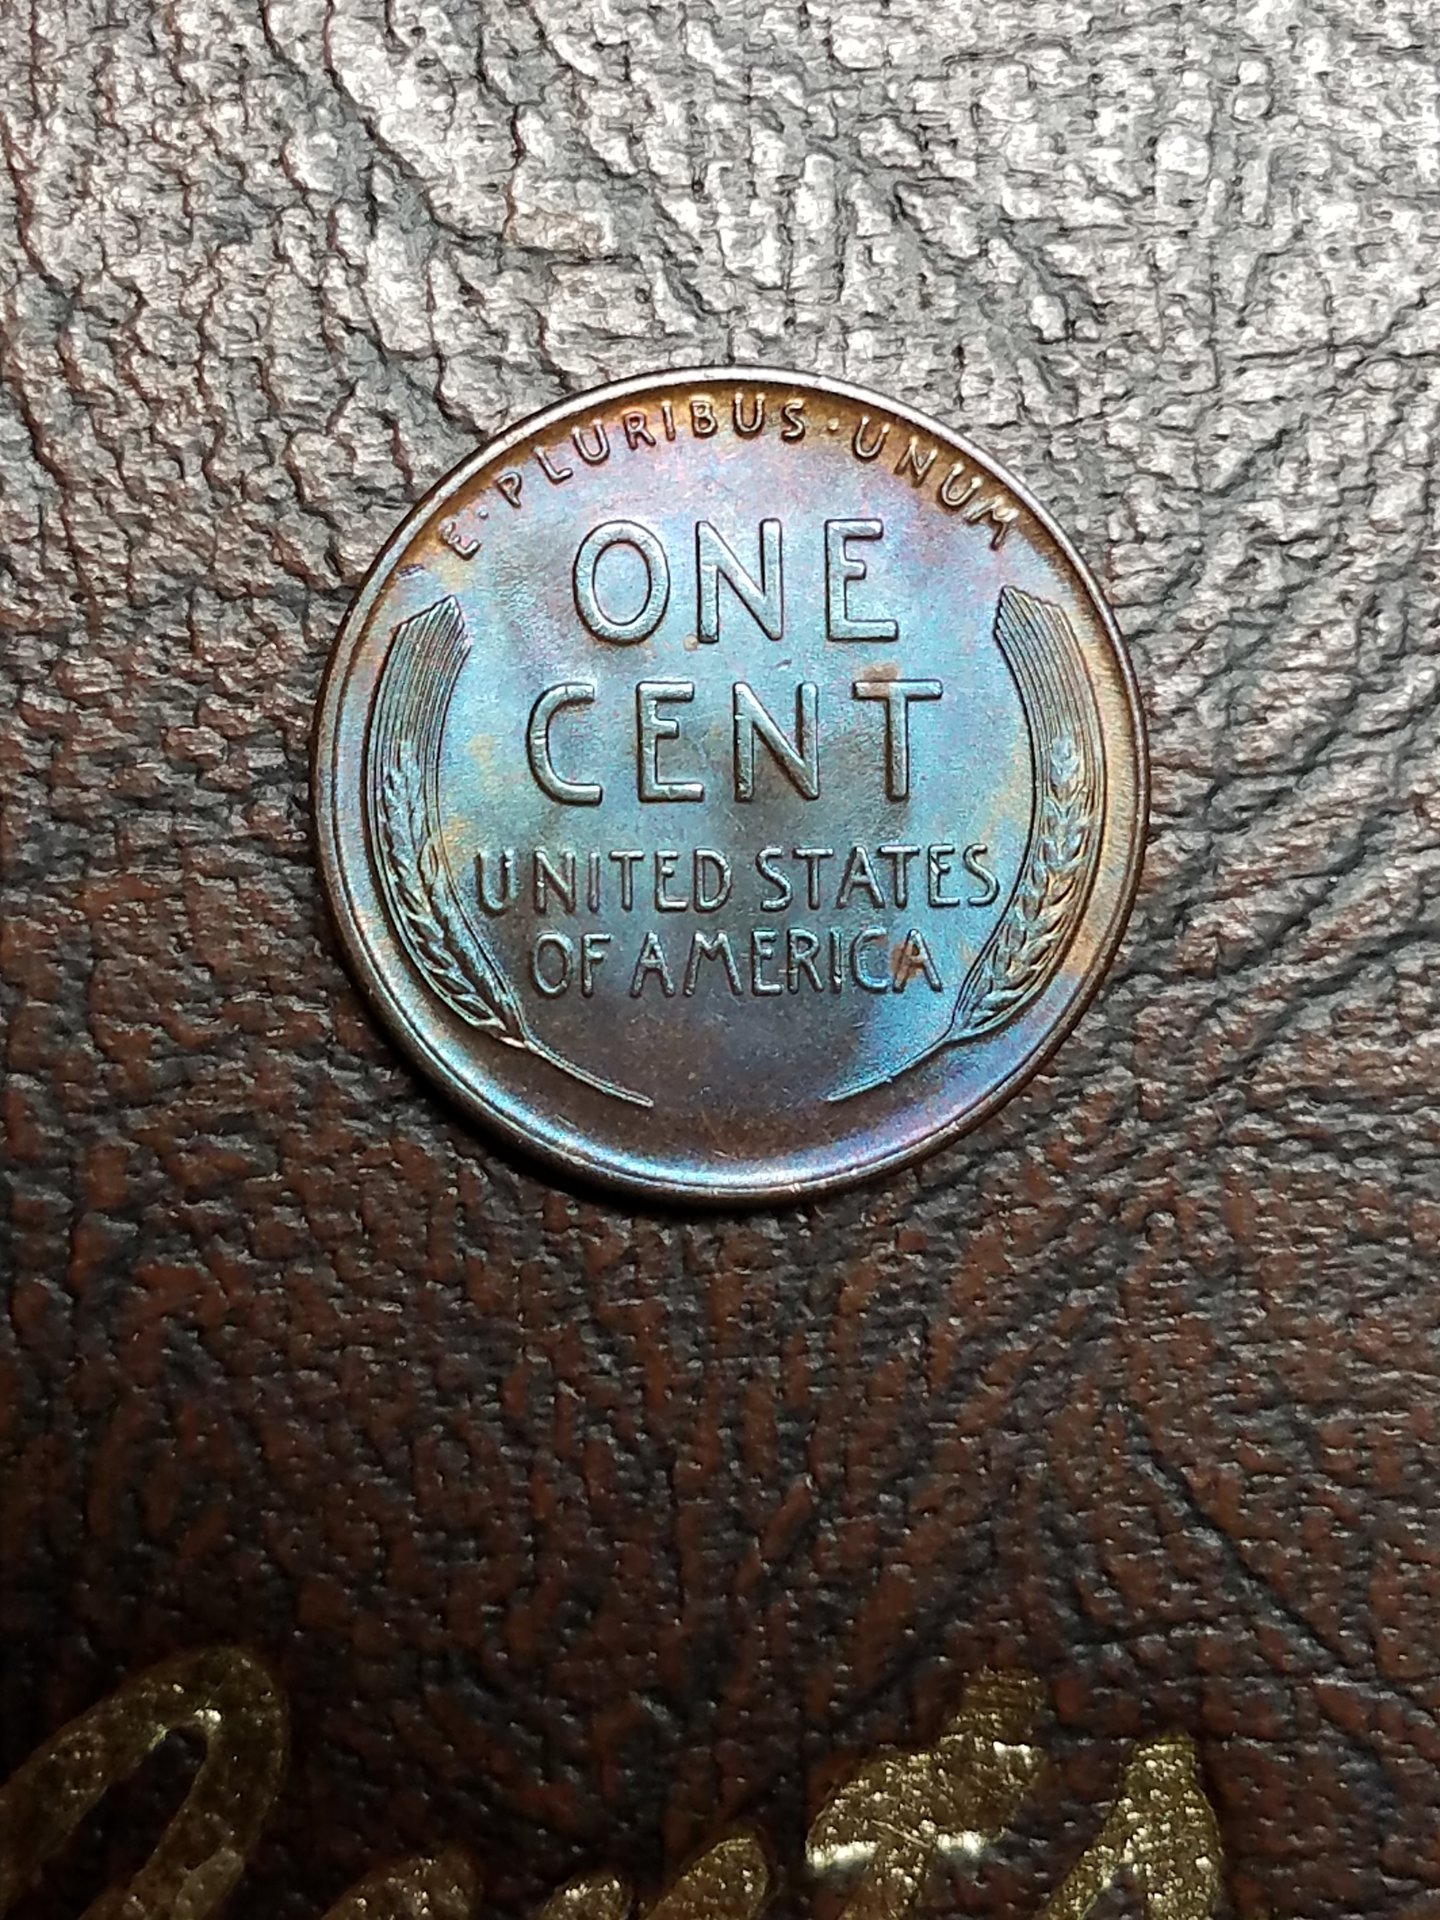 E·PLURIBUS·UNUM
ONE
CENT
UNITED STATES
OF AMERICA